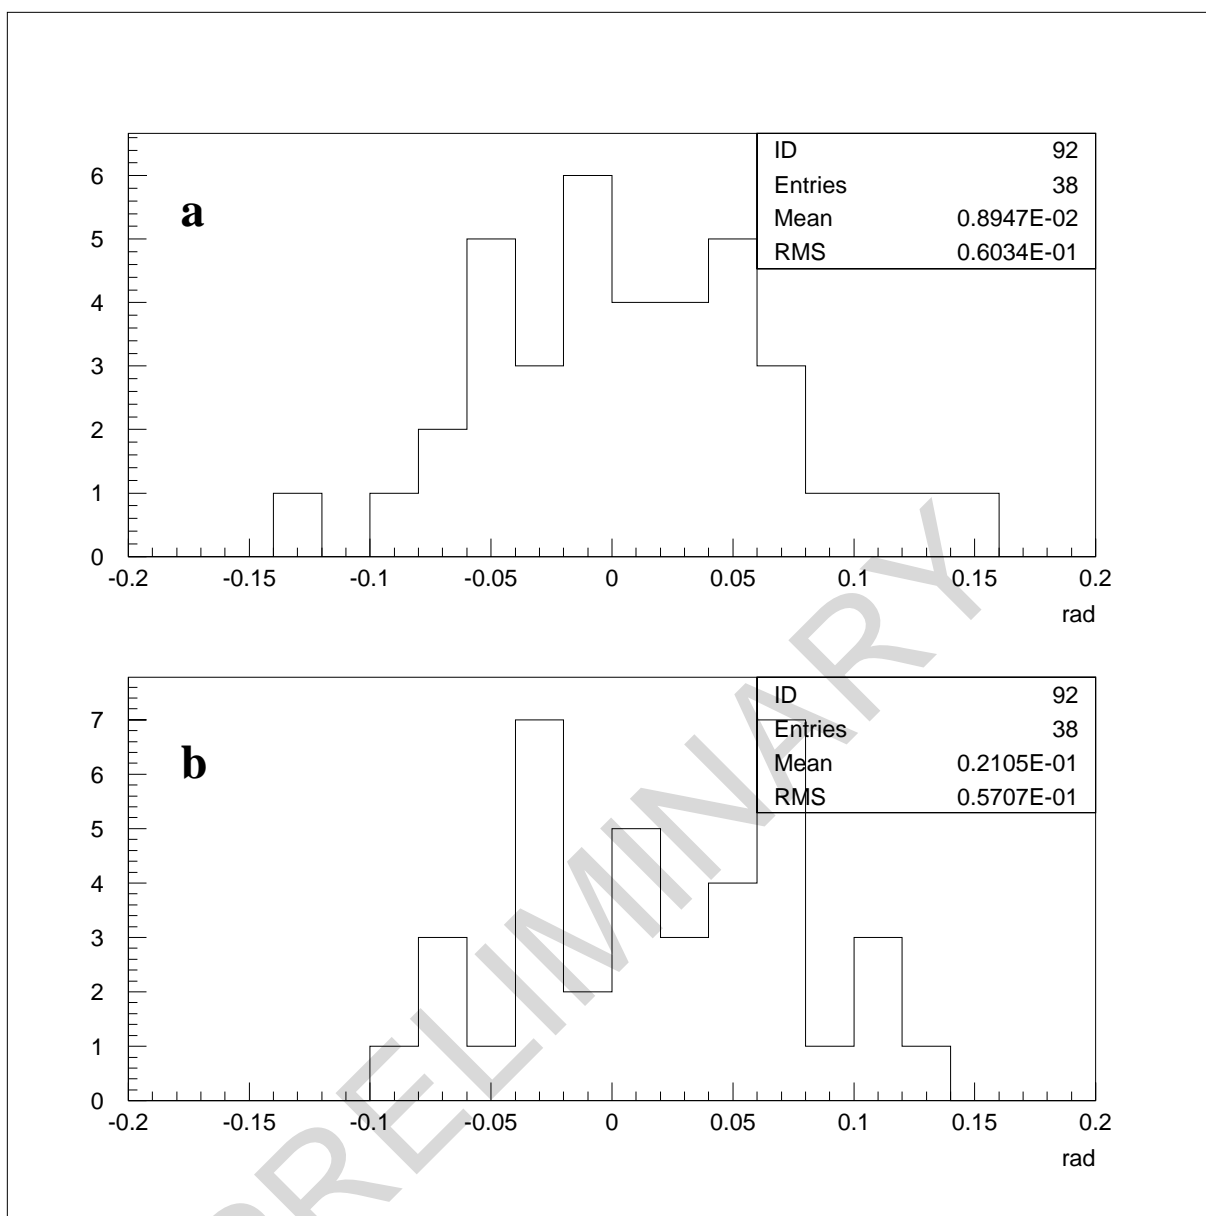 ID 92
Entries 38
Mean 0.8947E-02
RMS 0.6034E-01
a
6
5
4
3
2
1
0
-0.2 -0.15 -0.1 -0.05 0 0.05 0.1 0.15 0.2
rad
ID 92
Entries 38
Mean 0.2105E-01
RMS 0.5707E-01
b
7
6
5
4
3
2
1
0
-0.2 -0.15 -0.1 -0.05 0 0.05 0.1 0.15 0.2
rad
PRELIMINARY